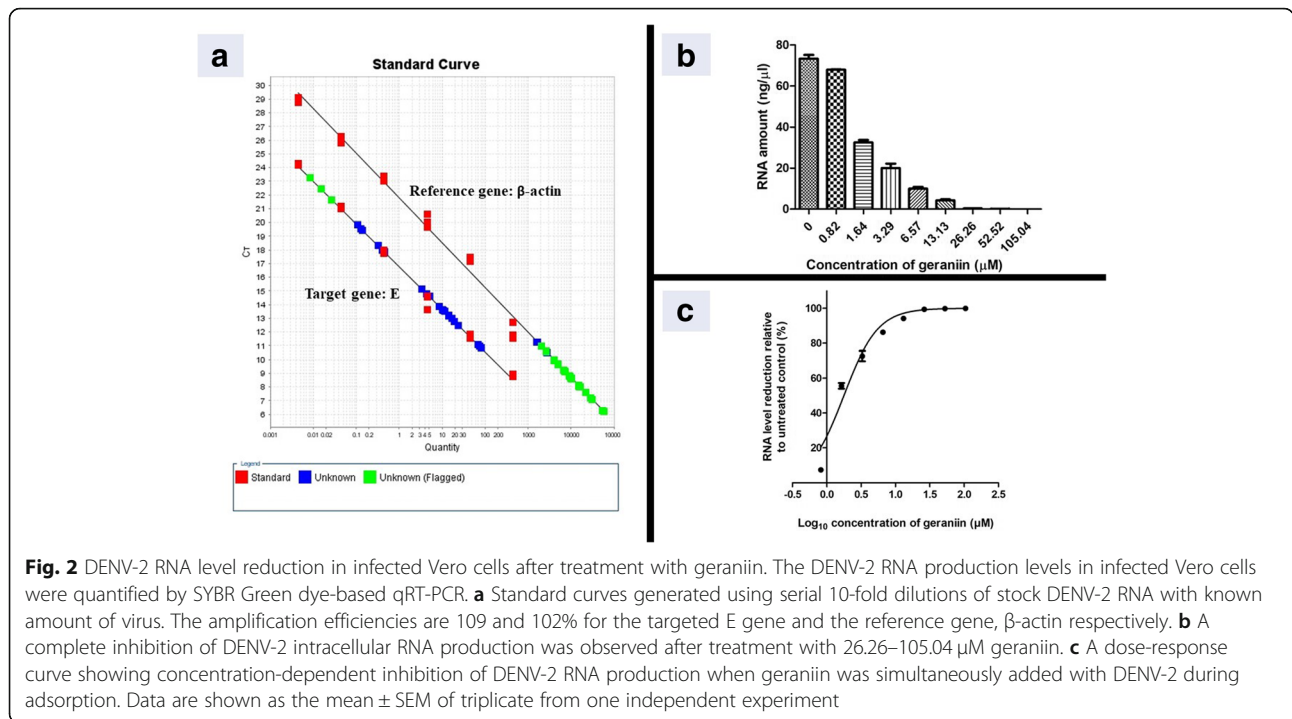 a
Standard Curve
CT
30
29
28
27
26
25
24
23
22
21
20
19
18
17
16
15
14
13
12
11
10
9
8
7
6
Reference gene: β-actin
Target gene: E
0.001 0.01 0.02 0.1 0.2 1 2 3 4 5 10 20 30 100 200 1000 10000 10000
Quantity
Legend
Standard Unknown Unknown (Flagged)
b
RNA amount (ng/µl)
80
60
40
20
0
0 0.82 1.64 3.29 6.57 13.13 26.26 52.52 105.04
Concentration of geraniin (µM)
c
RNA level reduction relative
to untreated control (%)
100
80
60
40
20
-0.5 0.0 0.5 1.0 1.5 2.0 2.5
Log10 concentration of geraniin (µM)
Fig. 2 DENV-2 RNA level reduction in infected Vero cells after treatment with geraniin. The DENV-2 RNA production levels in infected Vero cells
were quantified by SYBR Green dye-based qRT-PCR. a Standard curves generated using serial 10-fold dilutions of stock DENV-2 RNA with known
amount of virus. The amplification efficiencies are 109 and 102% for the targeted E gene and the reference gene, β-actin respectively. b A
complete inhibition of DENV-2 intracellular RNA production was observed after treatment with 26.26–105.04 µM geraniin. c A dose-response
curve showing concentration-dependent inhibition of DENV-2 RNA production when geraniin was simultaneously added with DENV-2 during
adsorption. Data are shown as the mean ± SEM of triplicate from one independent experiment